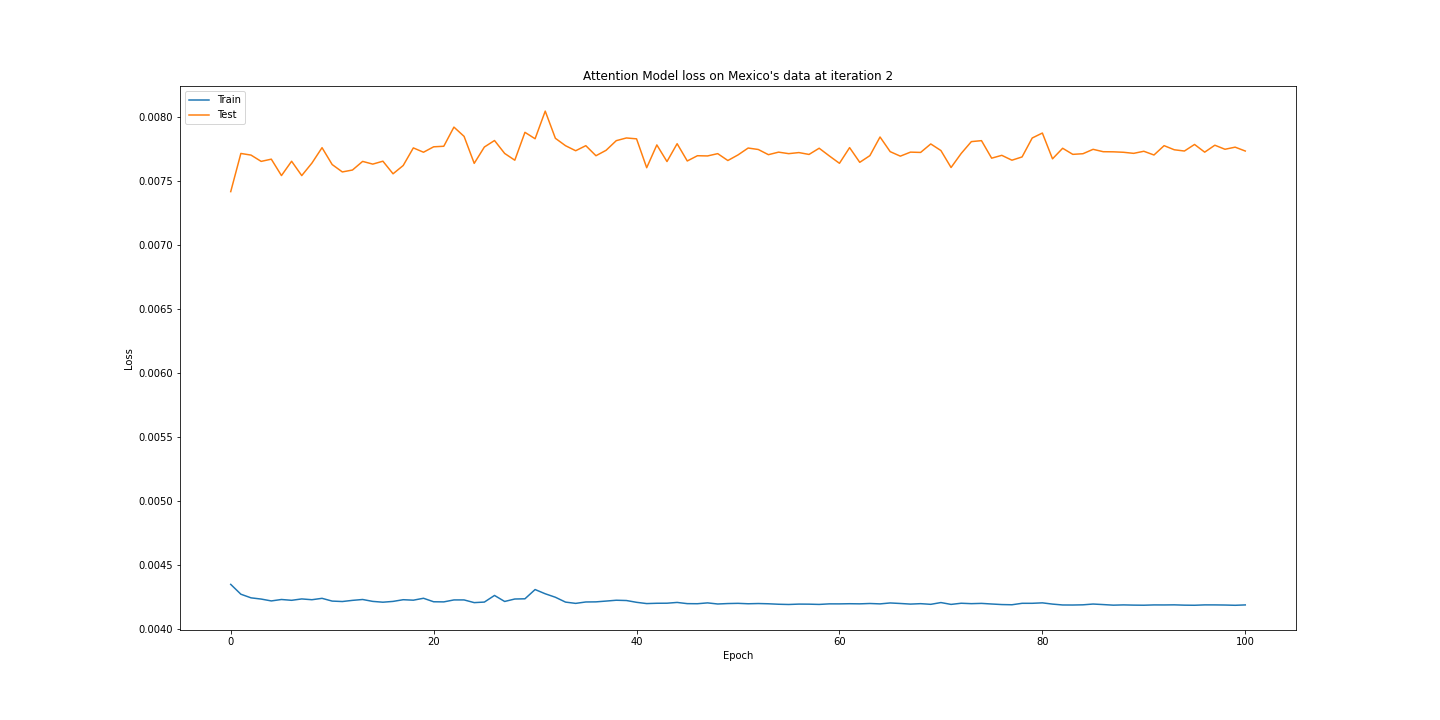 Attention Model loss on Mexico's data at iteration 2
Train
Test
0.0080
0.0075
0.0070
0.0065
0.0060
0.0055
0.0050
0.0045
0.0040
Loss
0 20 40 60 80 100
Epoch